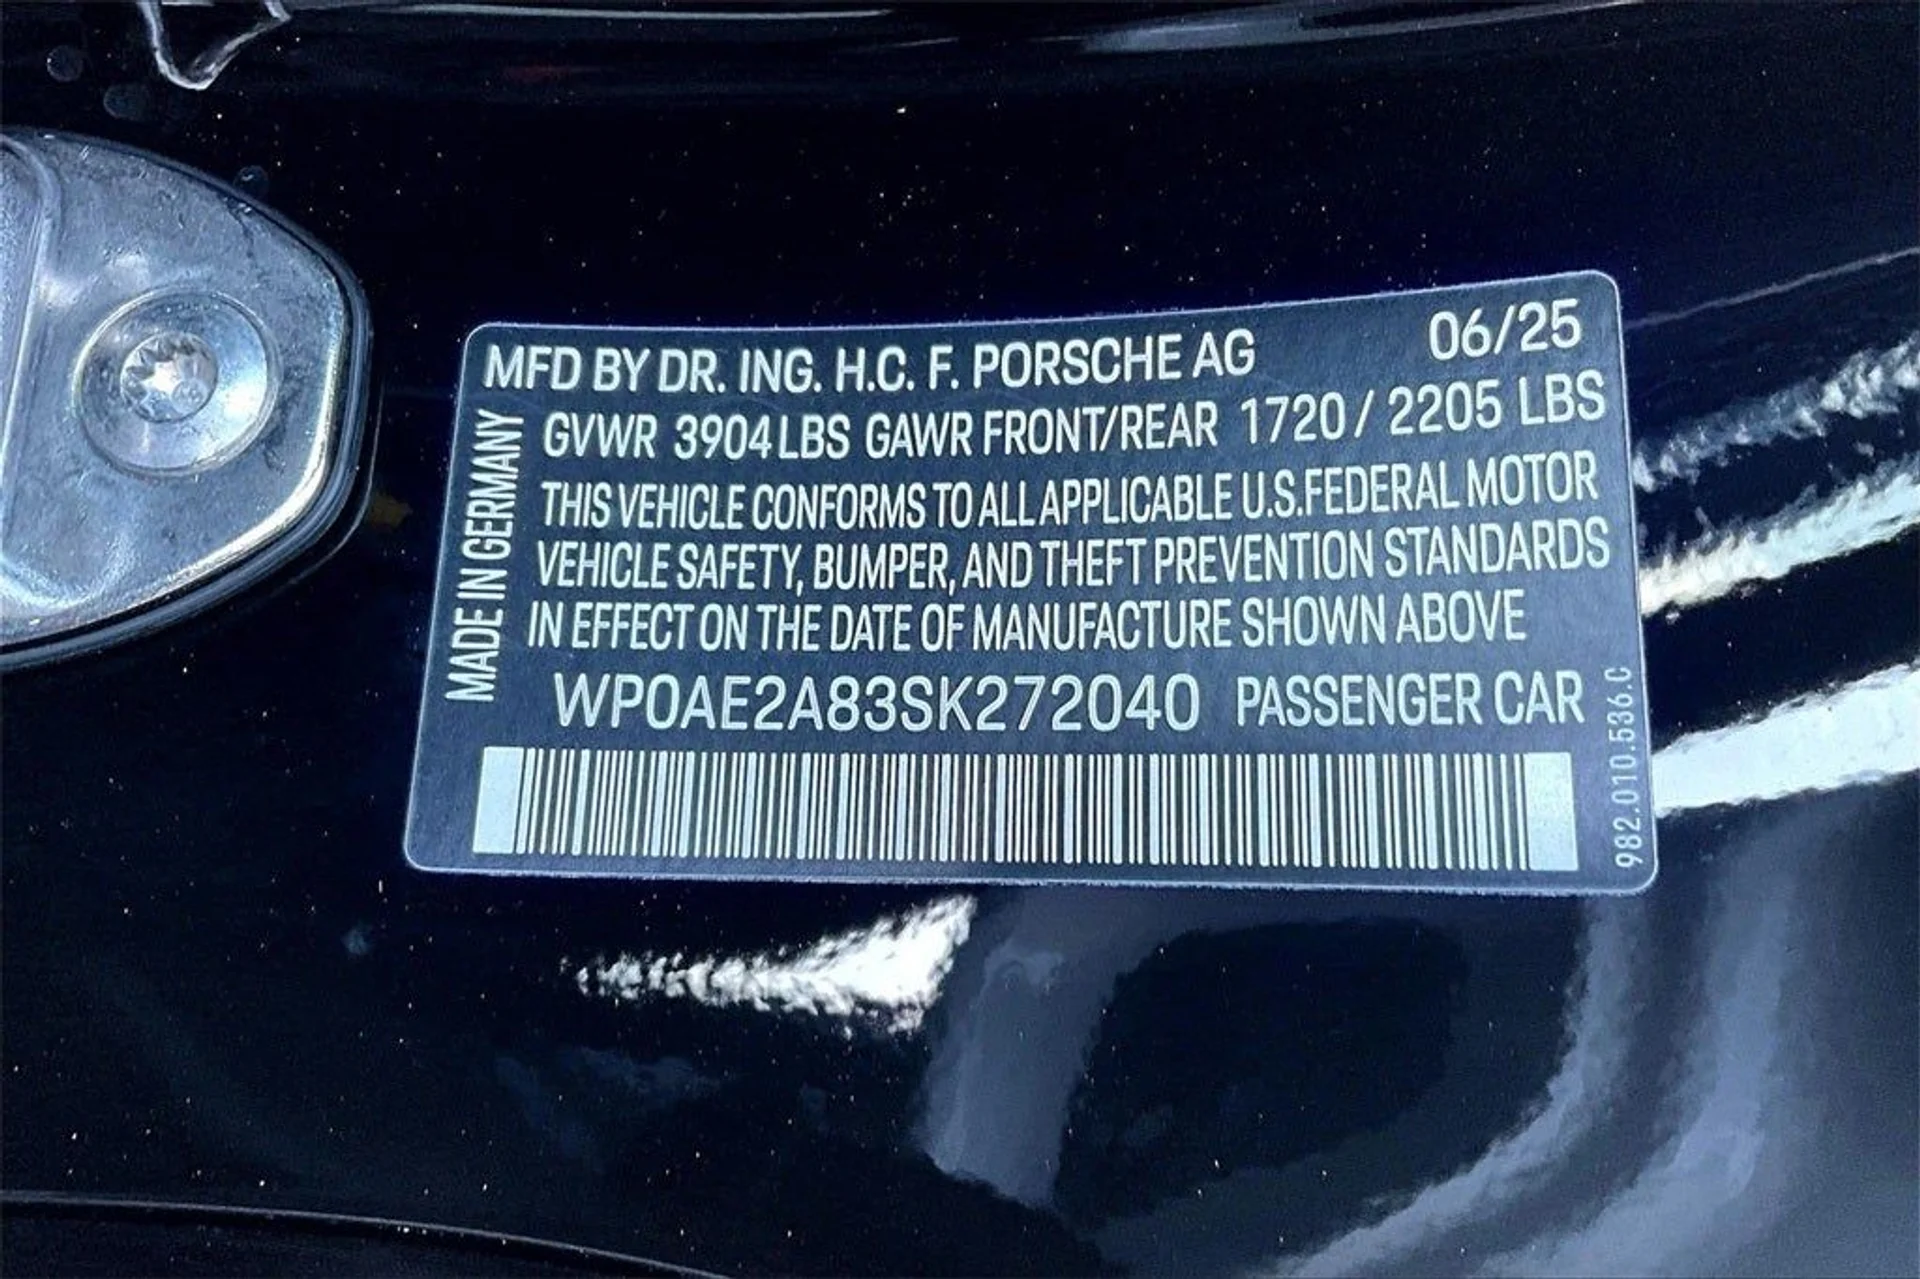 MFD BY DR. ING. H.C. F. PORSCHE AG 06/25
GVWR 3904 LBS GAWR FRONT/REAR 1720 / 2205 LBS
THIS VEHICLE CONFORMS TO ALL APPLICABLE U.S.FEDERAL MOTOR
VEHICLE SAFETY, BUMPER, AND THEFT PREVENTION STANDARDS
IN EFFECT ON THE DATE OF MANUFACTURE SHOWN ABOVE
WP0AE2A83SK272040 PASSENGER CAR
MADE IN GERMANY
982.010.536.C